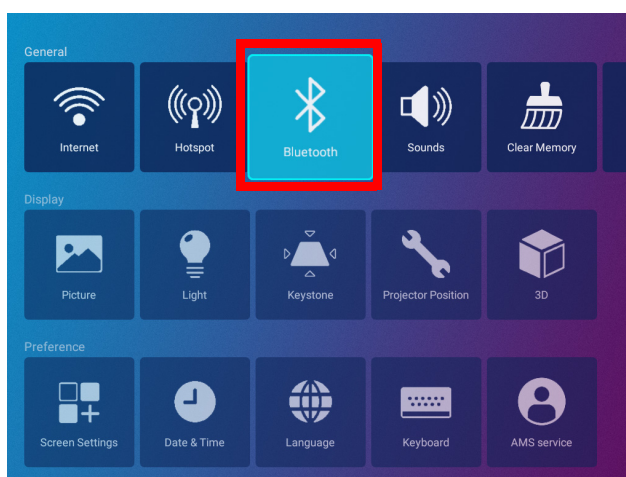 General
Internet
Hotspot
Bluetooth
Sounds
Clear Memory
Display
Picture
Light
Keystone
Projector Position
3D
Preference
Screen Settings
Date & Time
Language
Keyboard
AMS service